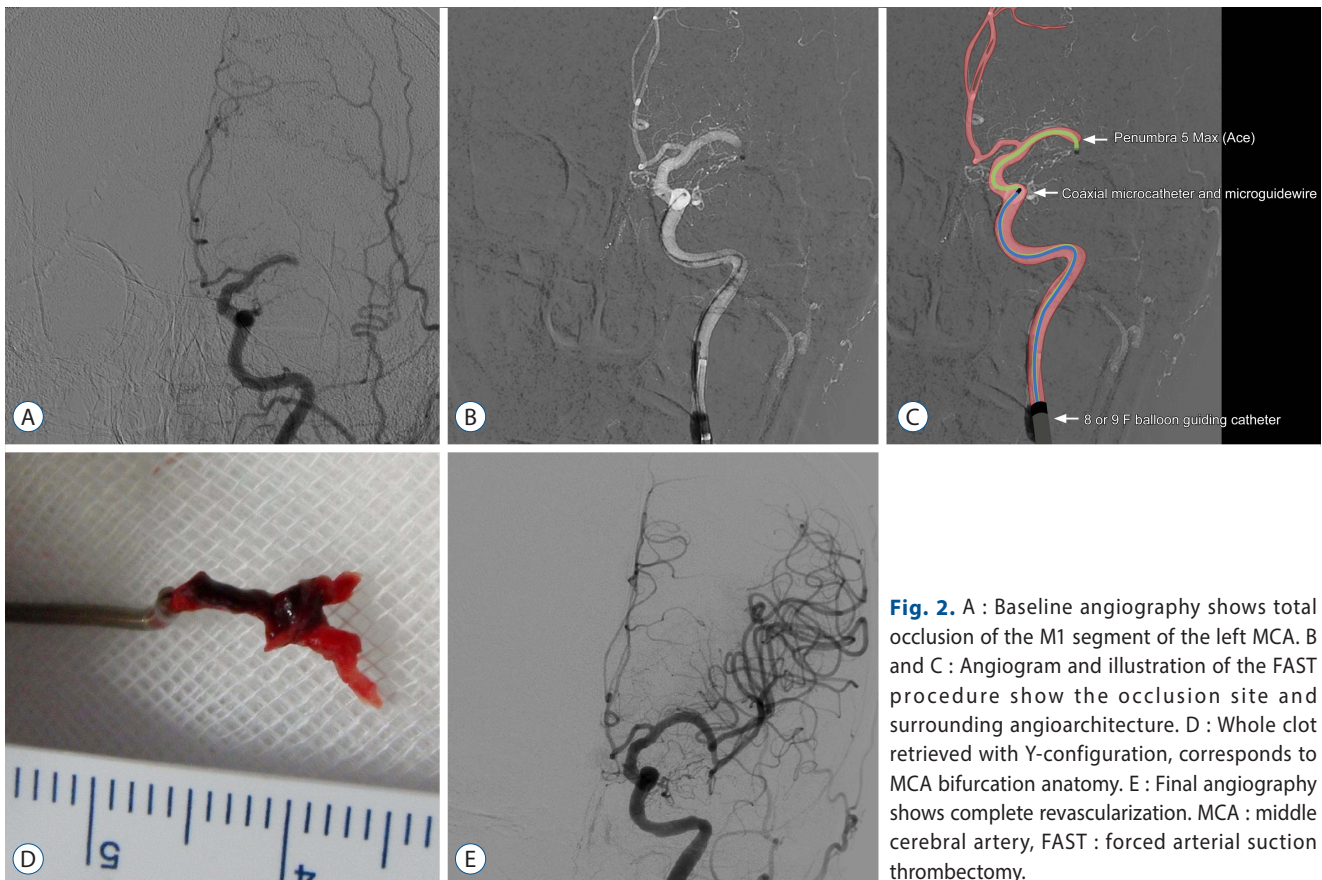 A
B
Penumbra 5 Max (Ace)
Coaxial microcatheter and microguidewire
8 or 9 F balloon guiding catheter
C
5
4
D
E
Fig. 2. A : Baseline angiography shows total
occlusion of the M1 segment of the left MCA. B
and C : Angiogram and illustration of the FAST
procedure show the occlusion site and
surrounding angioarchitecture. D : Whole clot
retrieved with Y-configuration, corresponds to
MCA bifurcation anatomy. E : Final angiography
shows complete revascularization. MCA : middle
cerebral artery, FAST : forced arterial suction
thrombectomy.